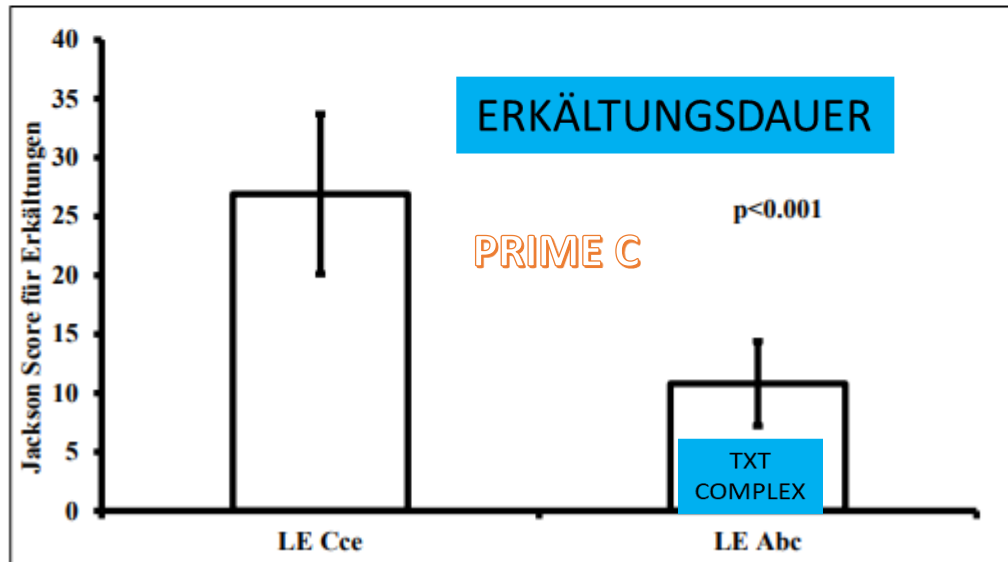 Jackson Score für Erkältungen
40
35
30
25
20
15
10
5
0
ERKÄLTUNGSDAUER
p<0.001
PRIME C
TXT
COMPLEX
LE Cce
LE Abc